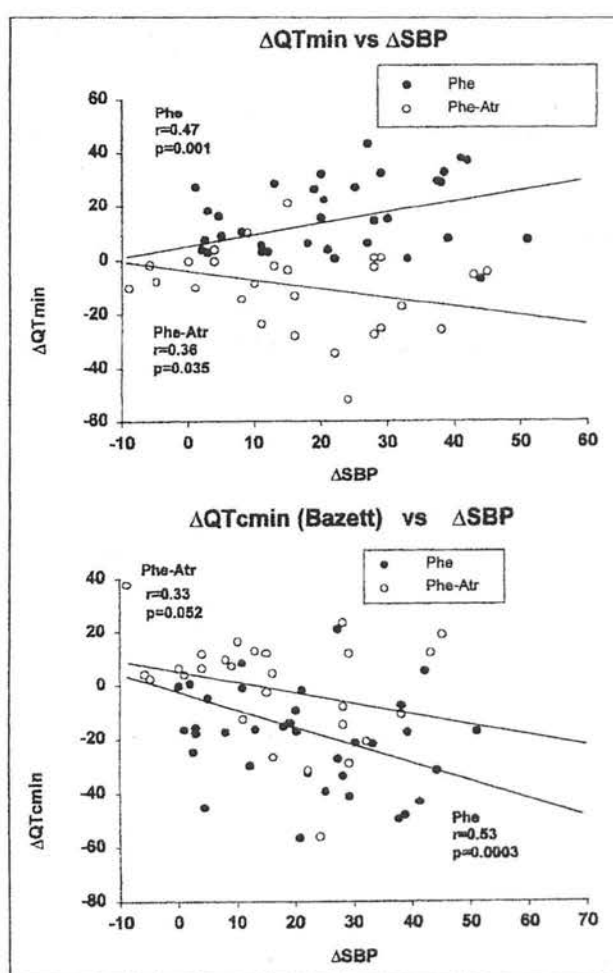 ΔQTmin vs ΔSBP
Phe
Phe-Atr
Phe
r=0.47
p=0.001
60
40
20
0
-20
-40
-60
ΔQTmin
Phe-Atr
r=0.36
p=0.035
-10 0 10 20 30 40 50 60
ΔSBP
ΔQTcmin (Bazett) vs ΔSBP
Phe
Phe-Atr
Phe-Atr
r=0.33
p=0.052
40
20
0
-20
-40
-60
-80
ΔQTcmin
Phe
r=0.53
p=0.0003
-10 0 10 20 30 40 50 60 70
ΔSBP